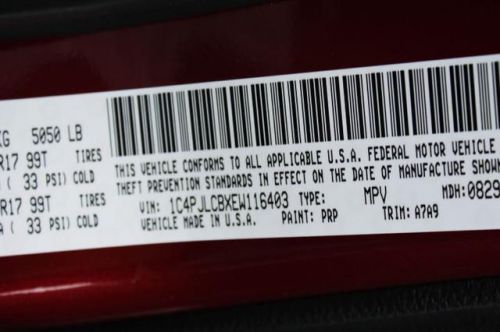 KG 5050 LB
R17 99T TIRES
( 33 PSI) COLD
R17 99T TIRES
( 33 PSI) COLD
THIS VEHICLE CONFORMS TO ALL APPLICABLE U.S.A. FEDERAL MOTOR VEHICLE
THEFT PREVENTION STANDARDS IN EFFECT ON THE DATE OF MANUFACTURE SHOWN
VIN: 1C4PJLCBXEW116403 TYPE: MPV MDH: 0829
VEHICLE MADE IN U.S.A. PAINT: PRP TRIM: A7A9